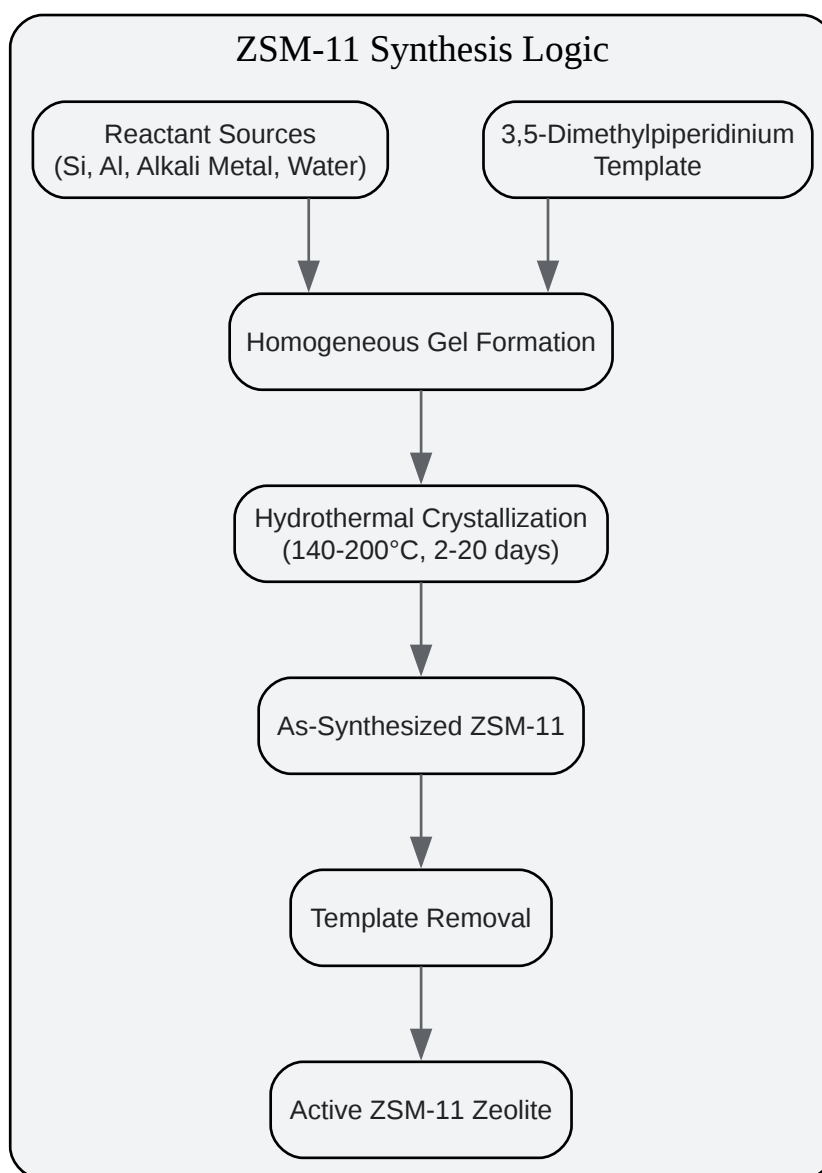 ZSM-11 Synthesis Logic
Reactant Sources
(Si, Al, Alkali Metal, Water)
3,5-Dimethylpiperidinium
Template
Homogeneous Gel Formation
Hydrothermal Crystallization
(140-200°C, 2-20 days)
As-Synthesized ZSM-11
Template Removal
Active ZSM-11 Zeolite